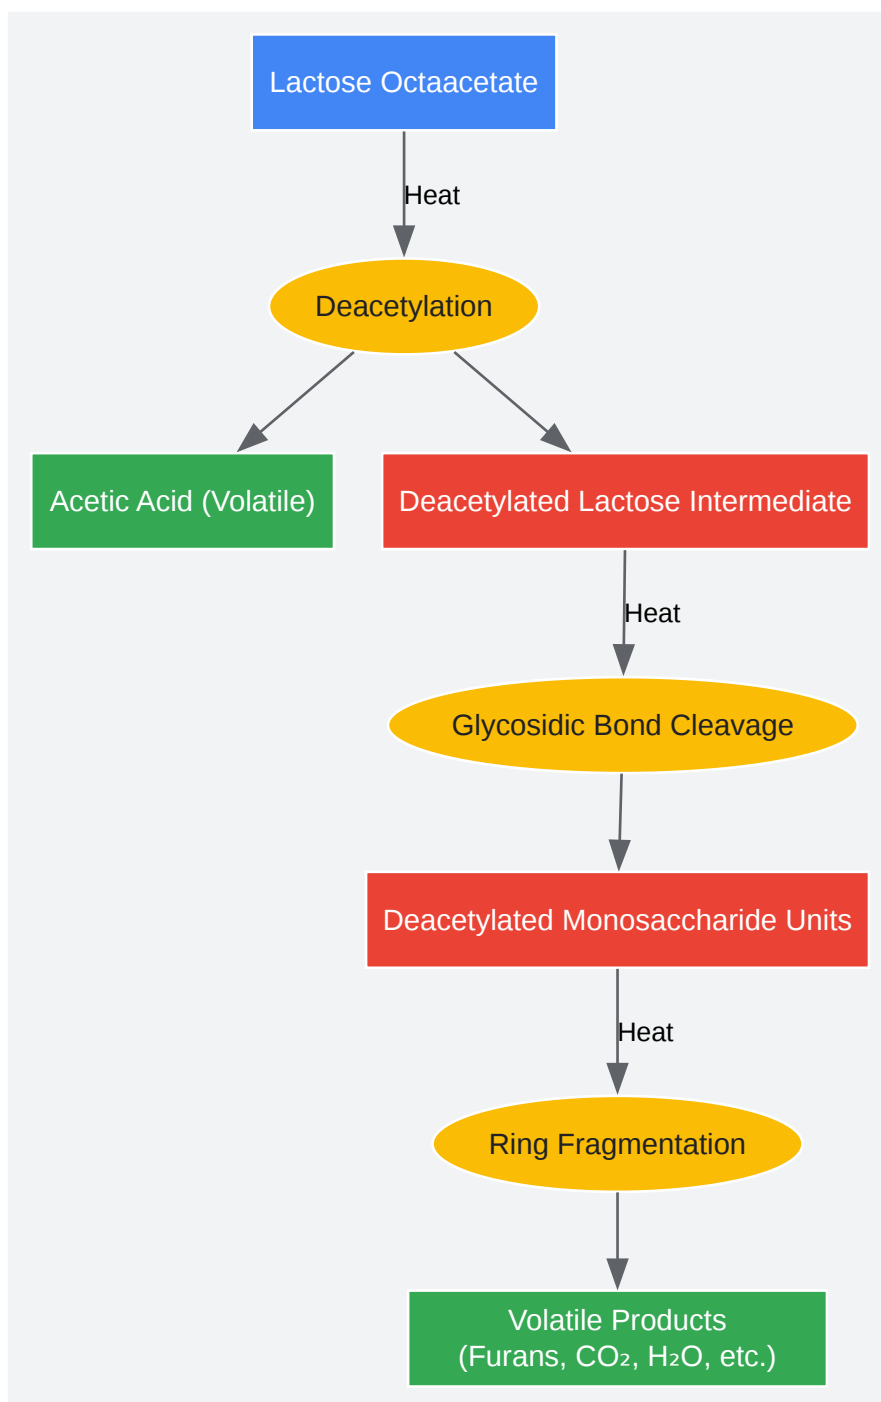 Lactose Octaacetate
Heat
Deacetylation
Acetic Acid (Volatile)
Deacetylated Lactose Intermediate
Heat
Glycosidic Bond Cleavage
Deacetylated Monosaccharide Units
Heat
Ring Fragmentation
Volatile Products
(Furans, CO₂, H₂O, etc.)